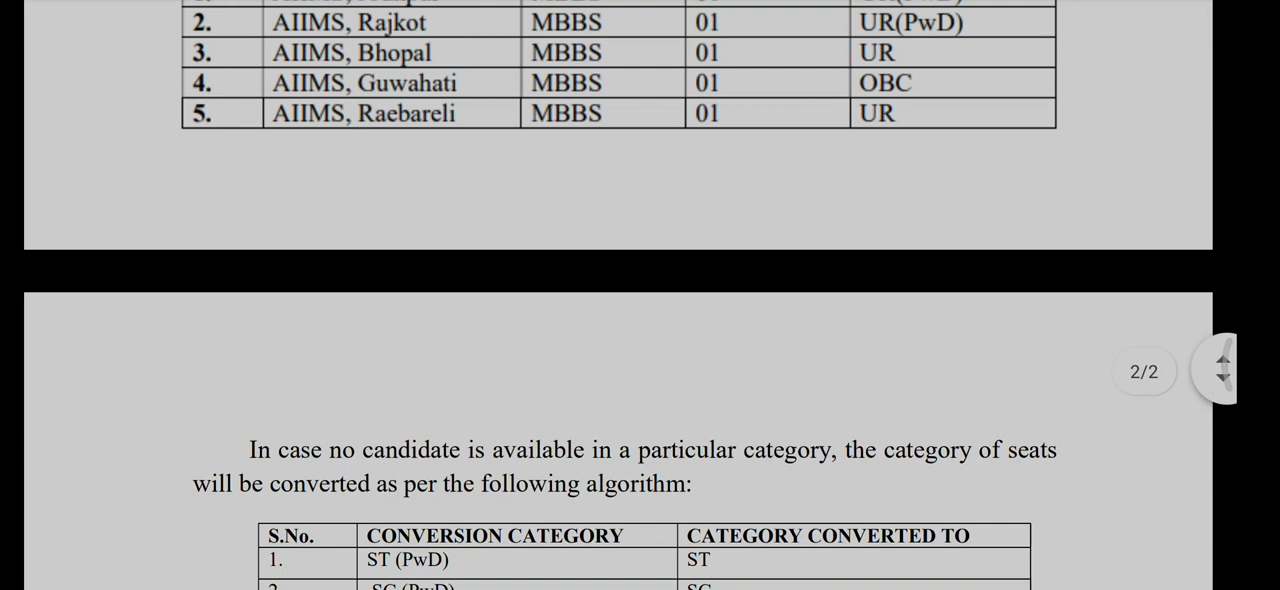 2. AIIMS, Rajkot MBBS 01 UR(PwD)
3. AIIMS, Bhopal MBBS 01 UR
4. AIIMS, Guwahati MBBS 01 OBC
5. AIIMS, Raebareli MBBS 01 UR
2/2
In case no candidate is available in a particular category, the category of seats
will be converted as per the following algorithm:
S.No. CONVERSION CATEGORY CATEGORY CONVERTED TO
1. ST (PwD) ST